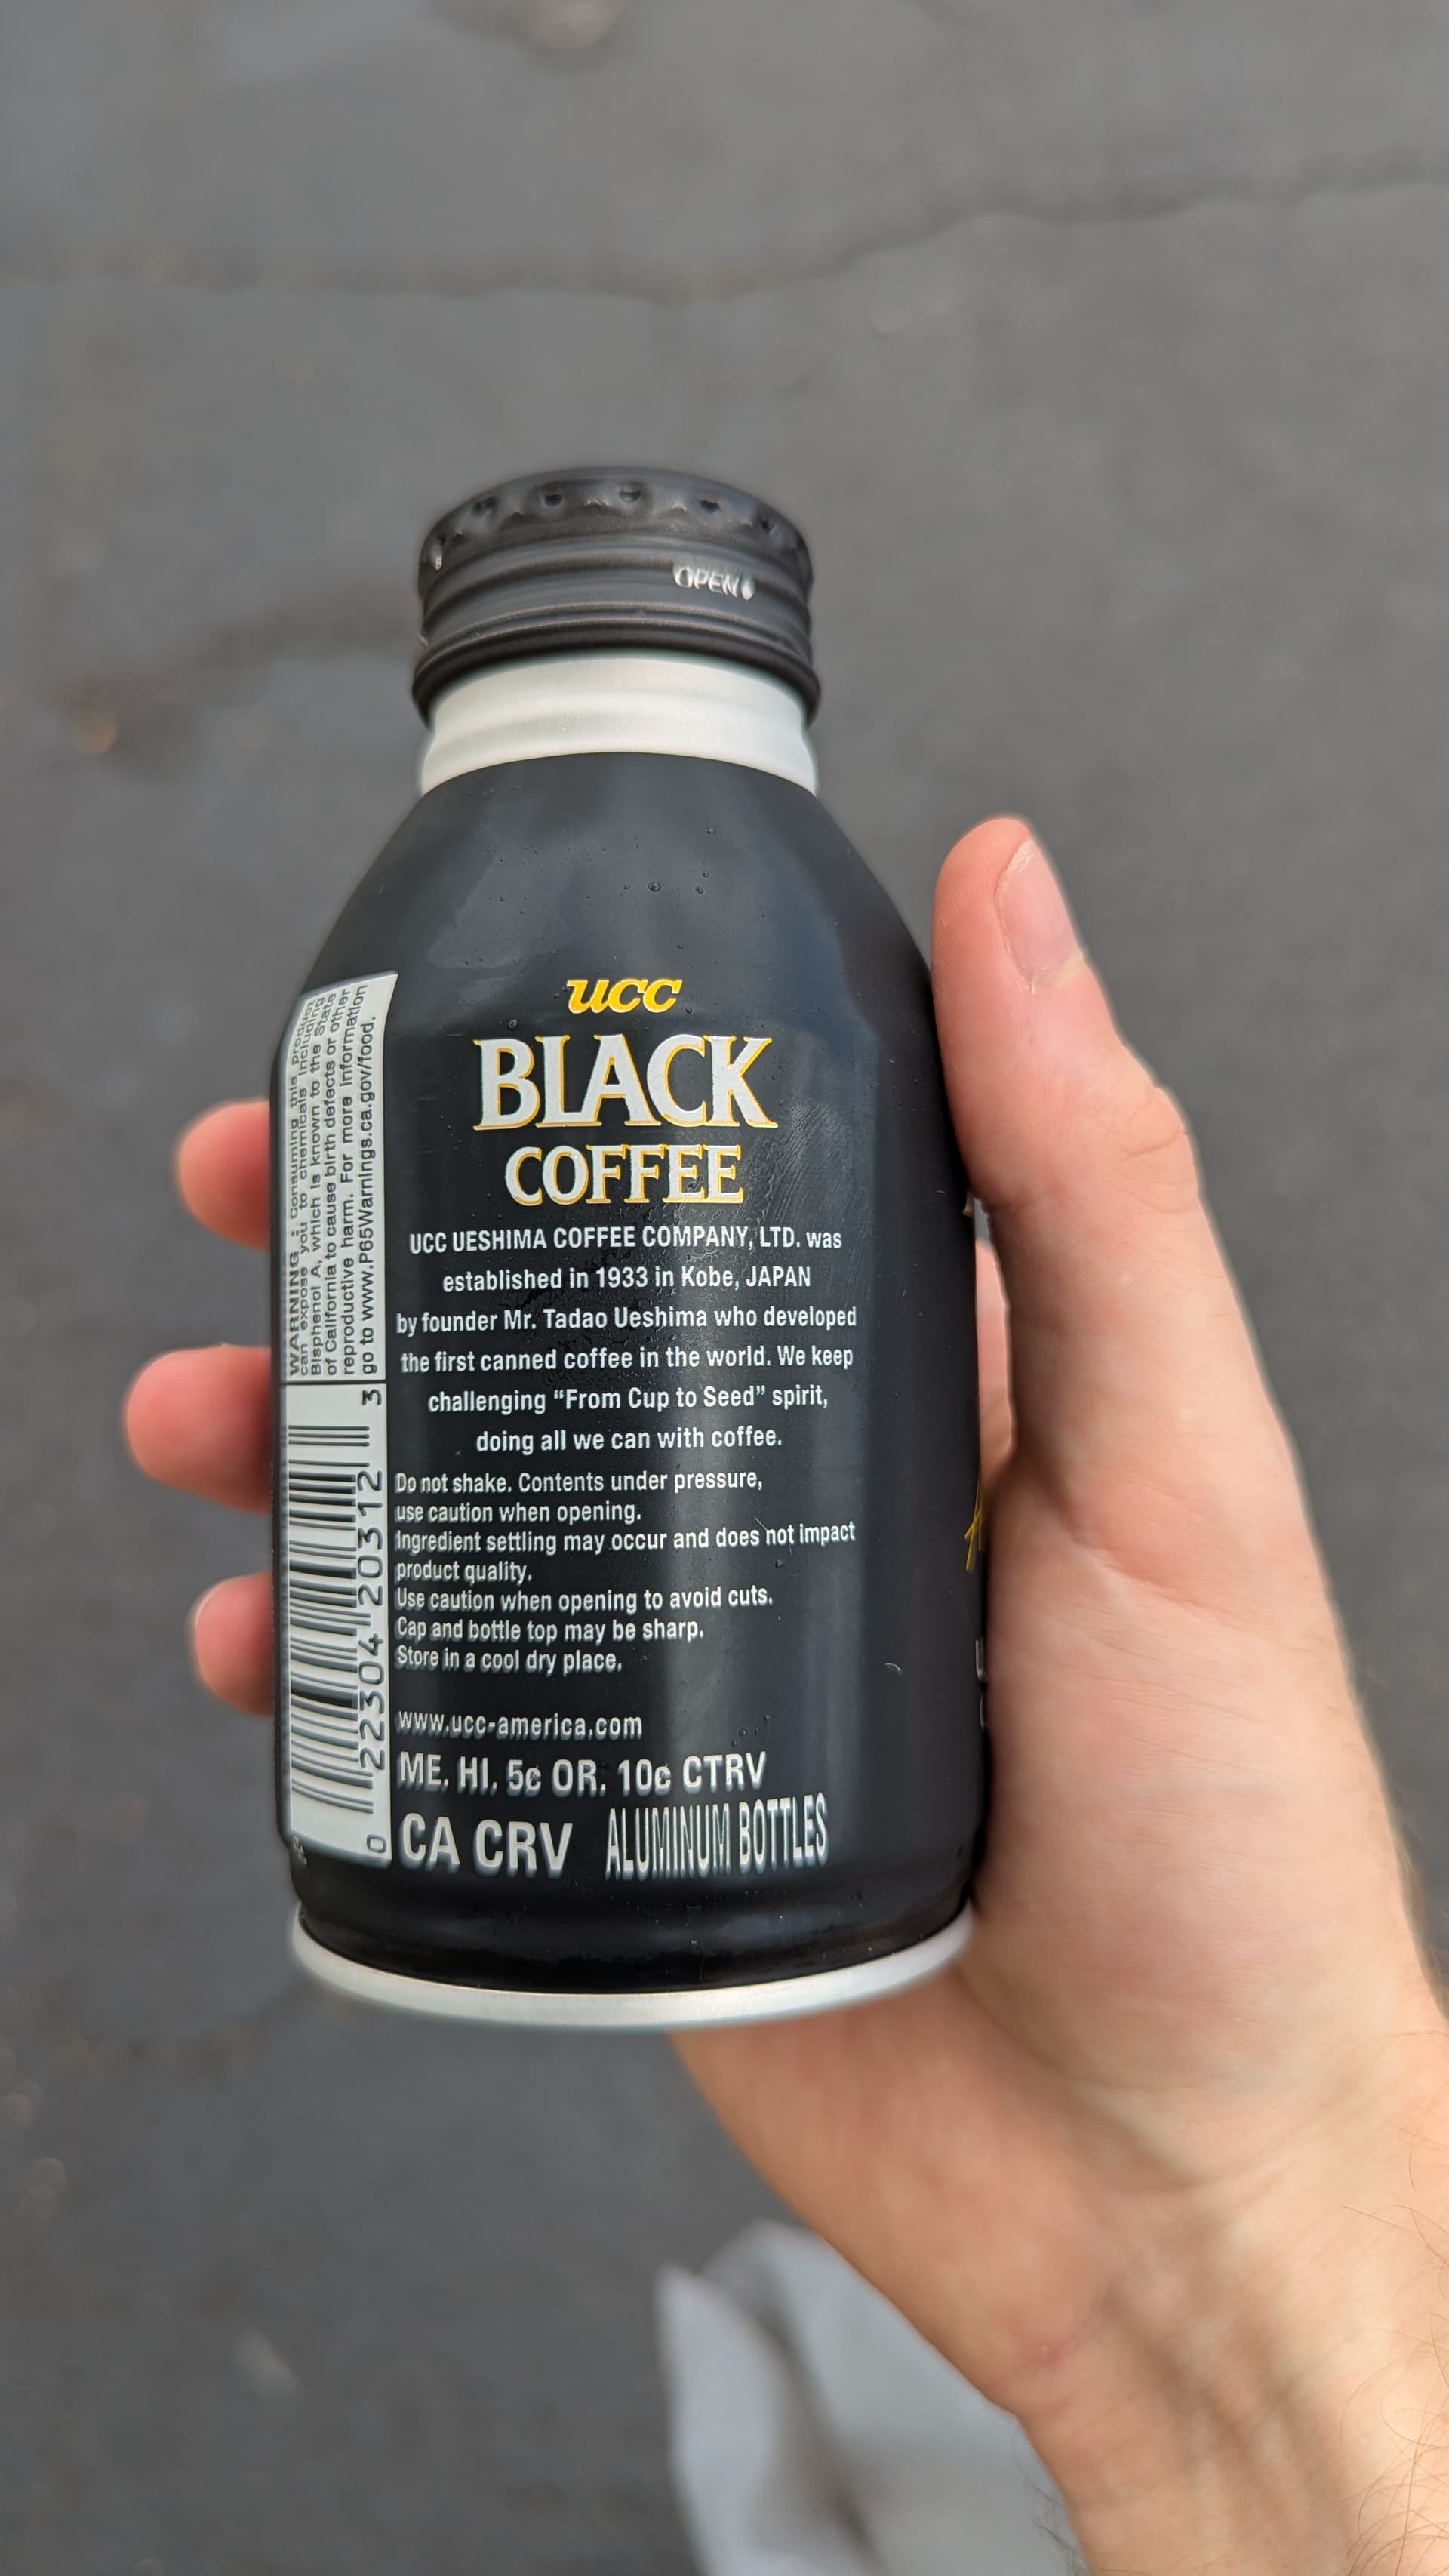 OPEN
ucc
BLACK
COFFEE
UCC UESHIMA COFFEE COMPANY, LTD. was
established in 1933 in Kobe, JAPAN
by founder Mr. Tadao Ueshima who developed
the first canned coffee in the world. We keep
challenging “From Cup to Seed” spirit,
doing all we can with coffee.
Do not shake. Contents under pressure,
use caution when opening.
Ingredient settling may occur and does not impact
product quality.
Use caution when opening to avoid cuts.
Cap and bottle top may be sharp.
Store in a cool dry place.
www.ucc-america.com
ME. HI. 5¢ OR. 10¢ CTRV
CA CRV ALUMINUM BOTTLES
WARNING : Consuming this product
can expose you to chemicals including
Bisphenol A, which is known to the State
of California to cause birth defects or other
reproductive harm. For more information
go to www.P65Warnings.ca.gov/food.
0 22304 20312 3